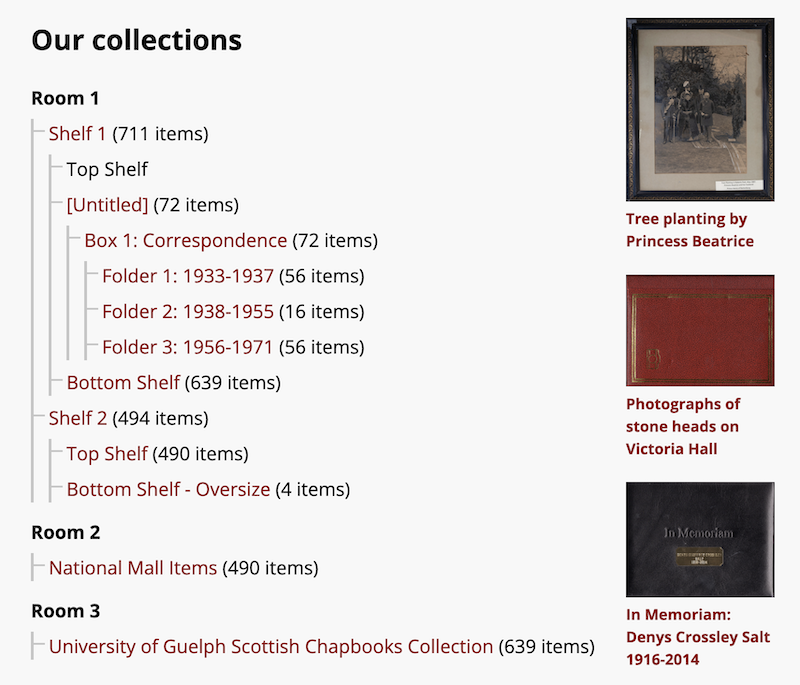 Our collections
Room 1
Shelf 1 (711 items)
Top Shelf
[Untitled] (72 items)
Box 1: Correspondence (72 items)
Folder 1: 1933-1937 (56 items)
Folder 2: 1938-1955 (16 items)
Folder 3: 1956-1971 (56 items)
Bottom Shelf (639 items)
Shelf 2 (494 items)
Top Shelf (490 items)
Bottom Shelf - Oversize (4 items)
Room 2
National Mall Items (490 items)
Room 3
University of Guelph Scottish Chapbooks Collection (639 items)
Tree planting by
Princess Beatrice
Photographs of
stone heads on
Victoria Hall
In Memoriam
In Memoriam:
Denys Crossley Salt
1916-2014